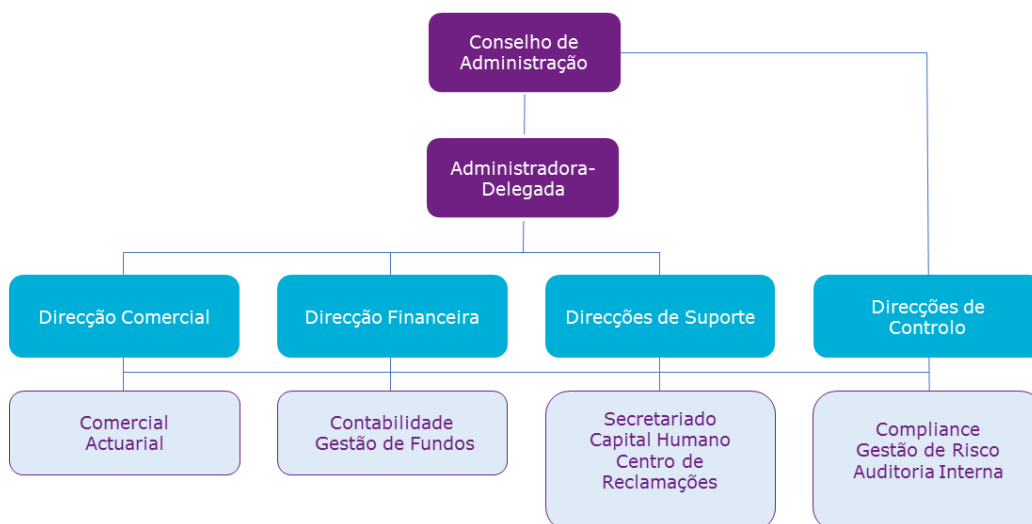 Conselho de
Administração
Administradora-
Delegada
Direcção Comercial
Direcção Financeira
Direcções de Suporte
Direcções de
Controlo
Comercial
Actuarial
Contabilidade
Gestão de Fundos
Secretariado
Capital Humano
Centro de
Reclamações
Compliance
Gestão de Risco
Auditoria Interna